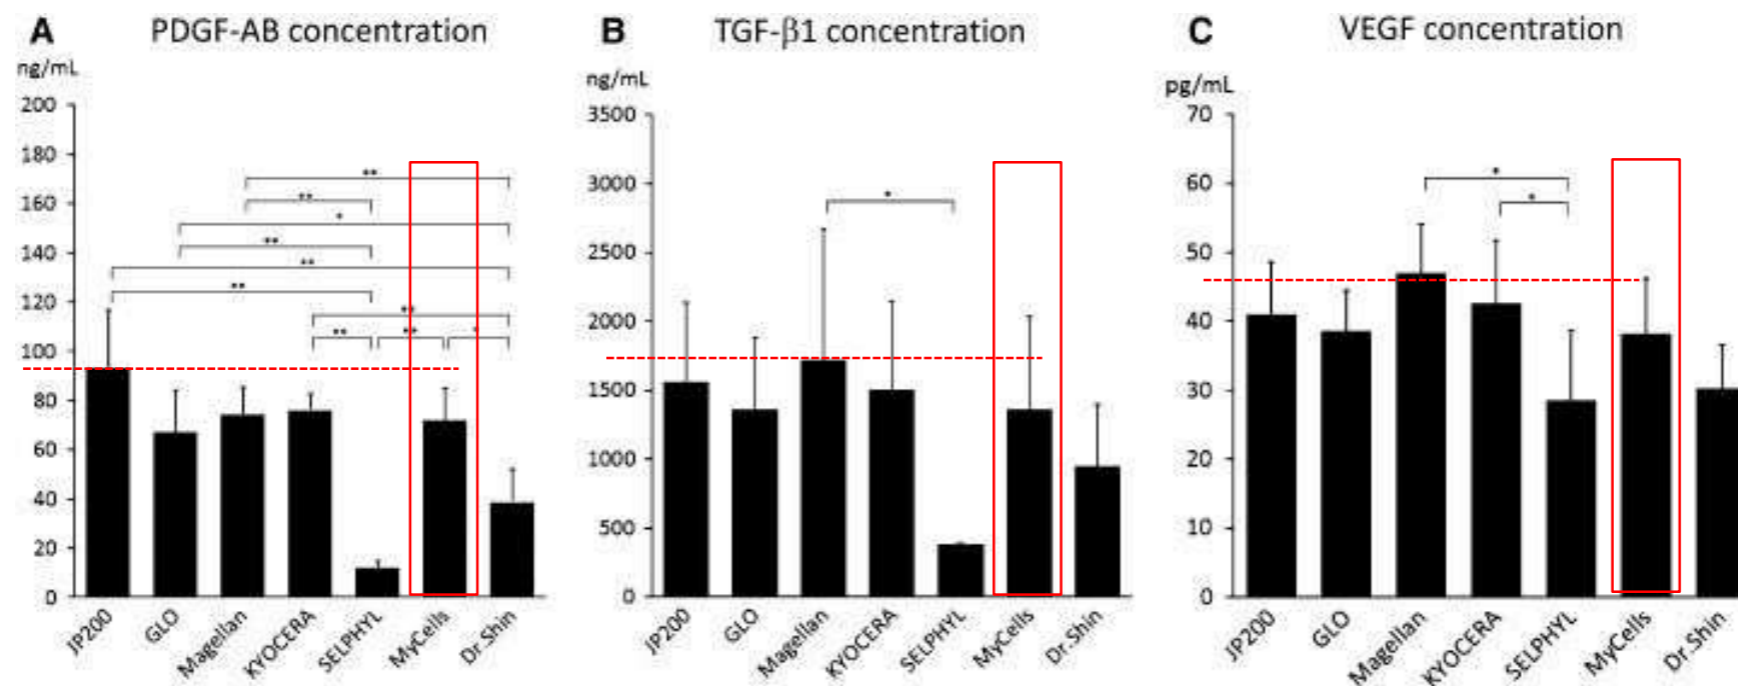 A PDGF-AB concentration
ng/mL
200
180
160
140
120
100
80
60
40
20
0
** 
**
*
**
**
**
**
**
**
*
JP200
GLO
Magellan
KYOCERA
SELPHYL
MyCells
Dr.Shin
B TGF-β1 concentration
ng/mL
3500
3000
2500
2000
1500
1000
500
0
*
JP200
GLO
Magellan
KYOCERA
SELPHYL
MyCells
Dr.Shin
C VEGF concentration
pg/mL
70
60
50
40
30
20
10
0
*
*
JP200
GLO
Magellan
KYOCERA
SELPHYL
MyCells
Dr.Shin